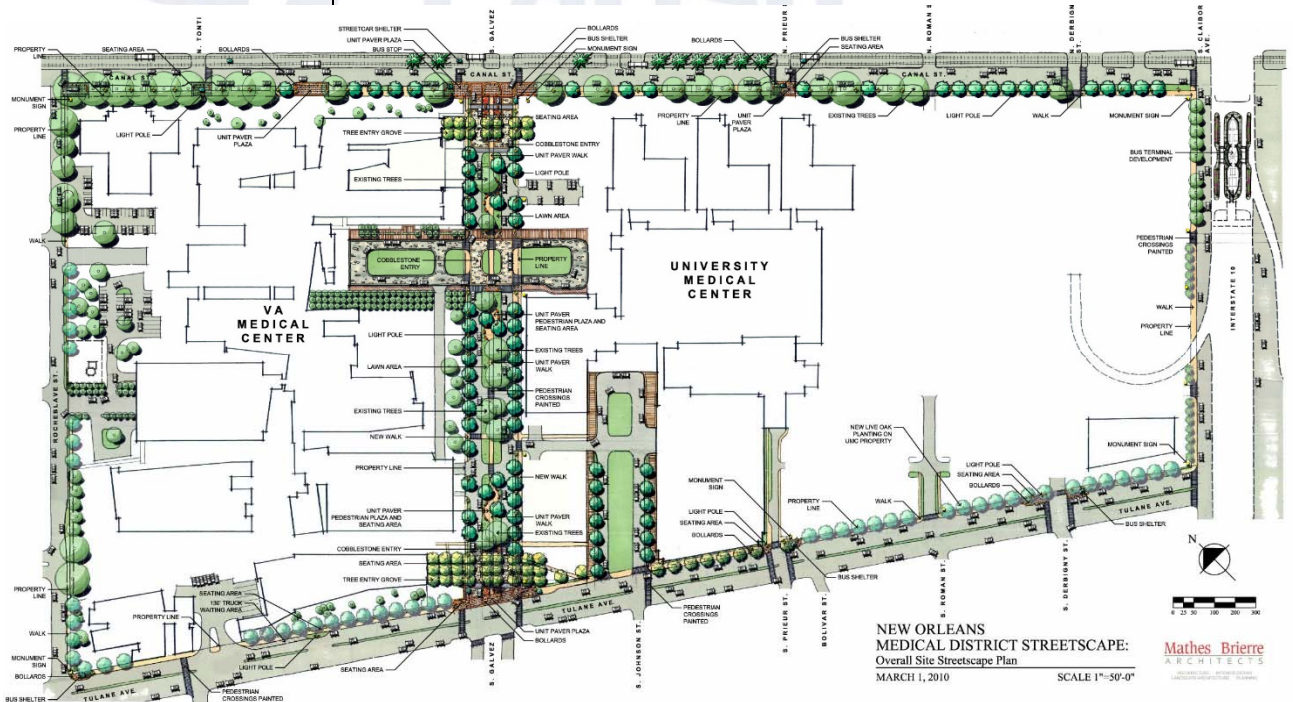 N. TONTI
S. GALVEZ
N. PRIEUR
N. ROMAN S
N. DERBIGN
ST.
S. CLAIBOR
AVE.
STREETCAR SHELTER
UNIT PAVER PLAZA
BUS STOP
BOLLARDS
BUS SHELTER
MONUMENT SIGN
BOLLARDS
BUS SHELTER
SEATING AREA
PROPERTY
LINE
SEATING AREA
BOLLARDS
CANAL ST.
CANAL ST.
CANAL ST.
MONUMENT
SIGN
PROPERTY
LINE
LIGHT POLE
UNIT PAVER
PLAZA
TREE ENTRY GROVE
SEATING AREA
PROPERTY
LINE
UNIT
PAVER
PLAZA
EXISTING TREES
LIGHT POLE
WALK
MONUMENT SIGN
COBBLESTONE ENTRY
UNIT PAVER WALK
LIGHT POLE
EXISTING TREES
LAWN AREA
BUS TERMINAL
DEVELOPMENT
WALK
COBBLESTONE
ENTRY
PROPERTY
LINE
UNIVERSITY
MEDICAL
CENTER
PEDESTRIAN
CROSSINGS
PAINTED
VA
MEDICAL
CENTER
UNIT PAVER
PEDESTRIAN PLAZA AND
SEATING AREA
LIGHT POLE
EXISTING TREES
LAWN AREA
UNIT PAVER
WALK
PEDESTRIAN
CROSSINGS
PAINTED
WALK
PROPERTY
LINE
INTERSTATE 10
ROCHEBLAVE ST.
EXISTING TREES
NEW WALK
PROPERTY LINE
NEW WALK
NEW LIVE OAK
PLANTING ON
UMC PROPERTY
MONUMENT SIGN
LIGHT POLE
SEATING AREA
BOLLARDS
UNIT PAVER
PEDESTRIAN PLAZA AND
SEATING AREA
UNIT PAVER
WALK
EXISTING TREES
MONUMENT
SIGN
PROPERTY
LINE
WALK
TULANE AVE.
BUS SHELTER
LIGHT POLE
SEATING AREA
BOLLARDS
COBBLESTONE ENTRY
SEATING AREA
TREE ENTRY GROVE
BUS SHELTER
N
PROPERTY
LINE
SEATING AREA
130' TRUCK
WAITING AREA
PROPERTY LINE
WALK
MONUMENT
SIGN
BOLLARDS
BUS SHELTER
TULANE AVE.
LIGHT POLE
PEDESTRIAN
CROSSINGS PAINTED
SEATING AREA
S. GALVEZ
UNIT PAVER PLAZA
BOLLARDS
TULANE AVE.
PEDESTRIAN
CROSSINGS
PAINTED
S. JOHNSON ST.
S. PRIEUR ST.
BOLIVAR ST.
S. ROMAN ST.
S. DERBIGNY ST.
0 25 50 100 200 300
NEW ORLEANS
MEDICAL DISTRICT STREETSCAPE:
Overall Site Streetscape Plan
MARCH 1, 2010
SCALE 1"=50'-0"
Mathes Brierre
ARCHITECTS